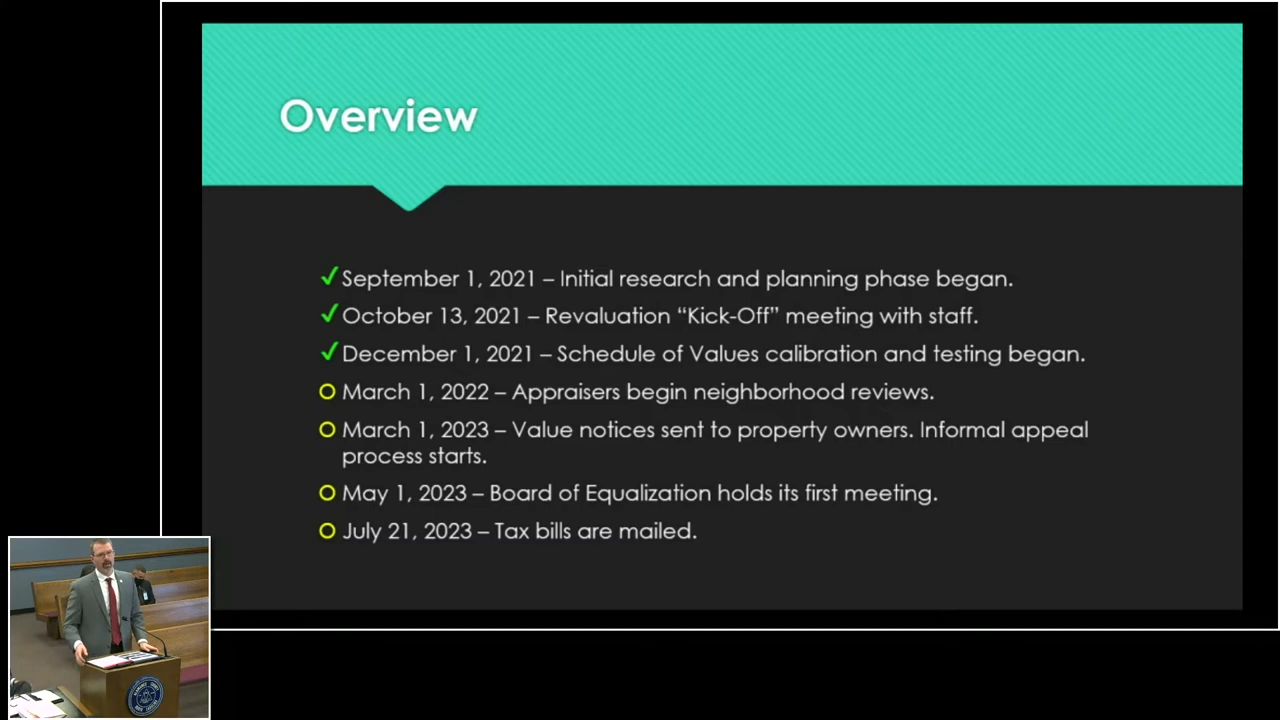 Overview
✓ September 1, 2021 – Initial research and planning phase began.
✓ October 13, 2021 – Revaluation “Kick-Off” meeting with staff.
✓ December 1, 2021 – Schedule of Values calibration and testing began.
March 1, 2022 – Appraisers begin neighborhood reviews.
March 1, 2023 – Value notices sent to property owners. Informal appeal
process starts.
May 1, 2023 – Board of Equalization holds its first meeting.
July 21, 2023 – Tax bills are mailed.